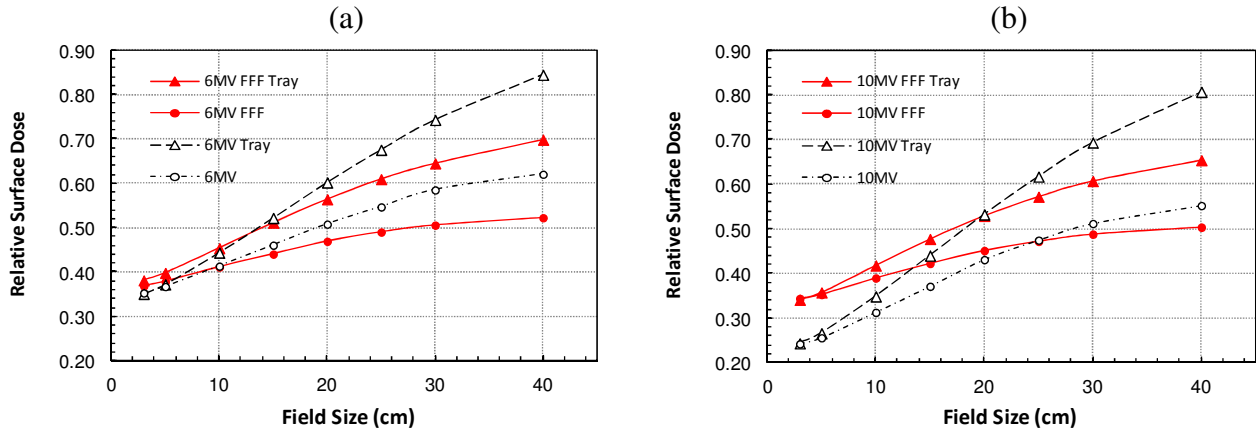 (a)
0.90
0.80
0.70
0.60
0.50
0.40
0.30
0.20
Relative Surface Dose
6MV FFF Tray
6MV FFF
6MV Tray
6MV
0 10 20 30 40
Field Size (cm)
(b)
0.90
0.80
0.70
0.60
0.50
0.40
0.30
0.20
Relative Surface Dose
10MV FFF Tray
10MV FFF
10MV Tray
10MV
0 10 20 30 40
Field Size (cm)